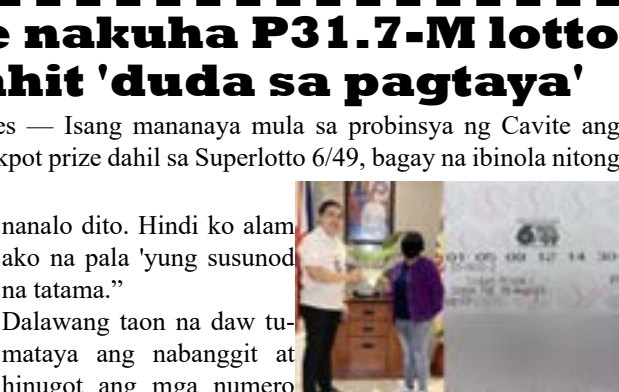 e nakuha P31.7-M lotto
ahit 'duda sa pagtaya'
es — Isang mananaya mula sa probinsya ng Cavite ang
kpot prize dahil sa Superlotto 6/49, bagay na ibinola nitong
nanalo dito. Hindi ko alam
ako na pala 'yung susunod
na tatama.”
Dalawang taon na daw tu-
mataya ang nabanggit at
hinugot ang mga numero
6/49
01 05 09 12 14 30